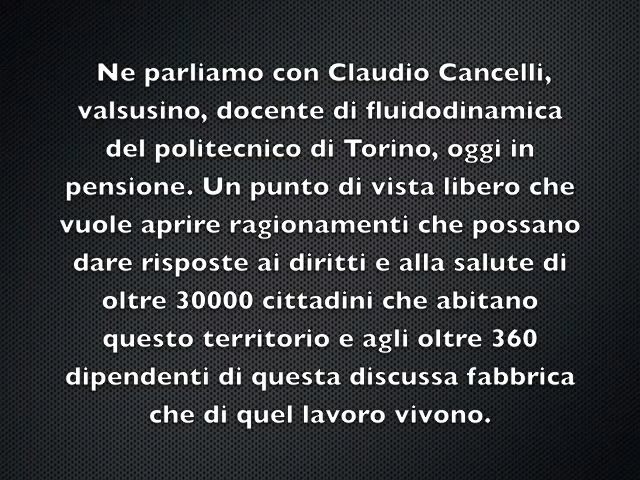 Ne parliamo con Claudio Cancelli,
valsusino, docente di fluidodinamica
del politecnico di Torino, oggi in
pensione. Un punto di vista libero che
vuole aprire ragionamenti che possano
dare risposte ai diritti e alla salute di
oltre 30000 cittadini che abitano
questo territorio e agli oltre 360
dipendenti di questa discussa fabbrica
che di quel lavoro vivono.